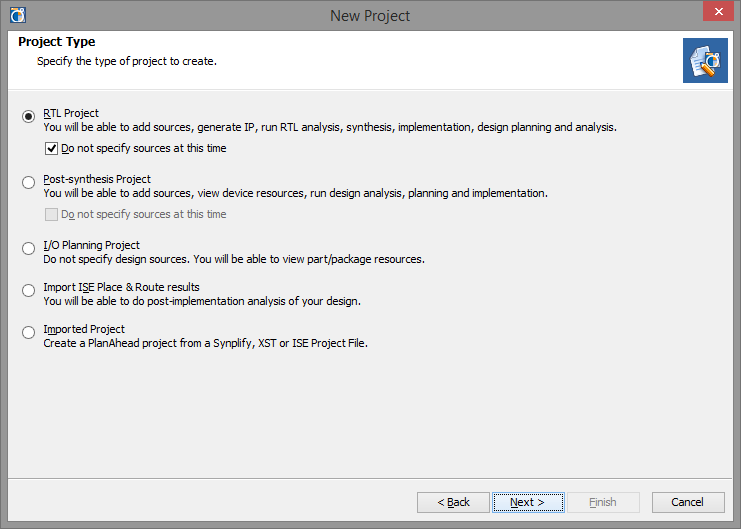 New Project
Project Type
Specify the type of project to create.
RTL Project
You will be able to add sources, generate IP, run RTL analysis, synthesis, implementation, design planning and analysis.
Do not specify sources at this time
Post-synthesis Project
You will be able to add sources, view device resources, run design analysis, planning and implementation.
Do not specify sources at this time
I/O Planning Project
Do not specify design sources. You will be able to view part/package resources.
Import ISE Place & Route results
You will be able to do post-implementation analysis of your design.
Imported Project
Create a PlanAhead project from a Synplify, XST or ISE Project File.
< Back Next > Finish Cancel